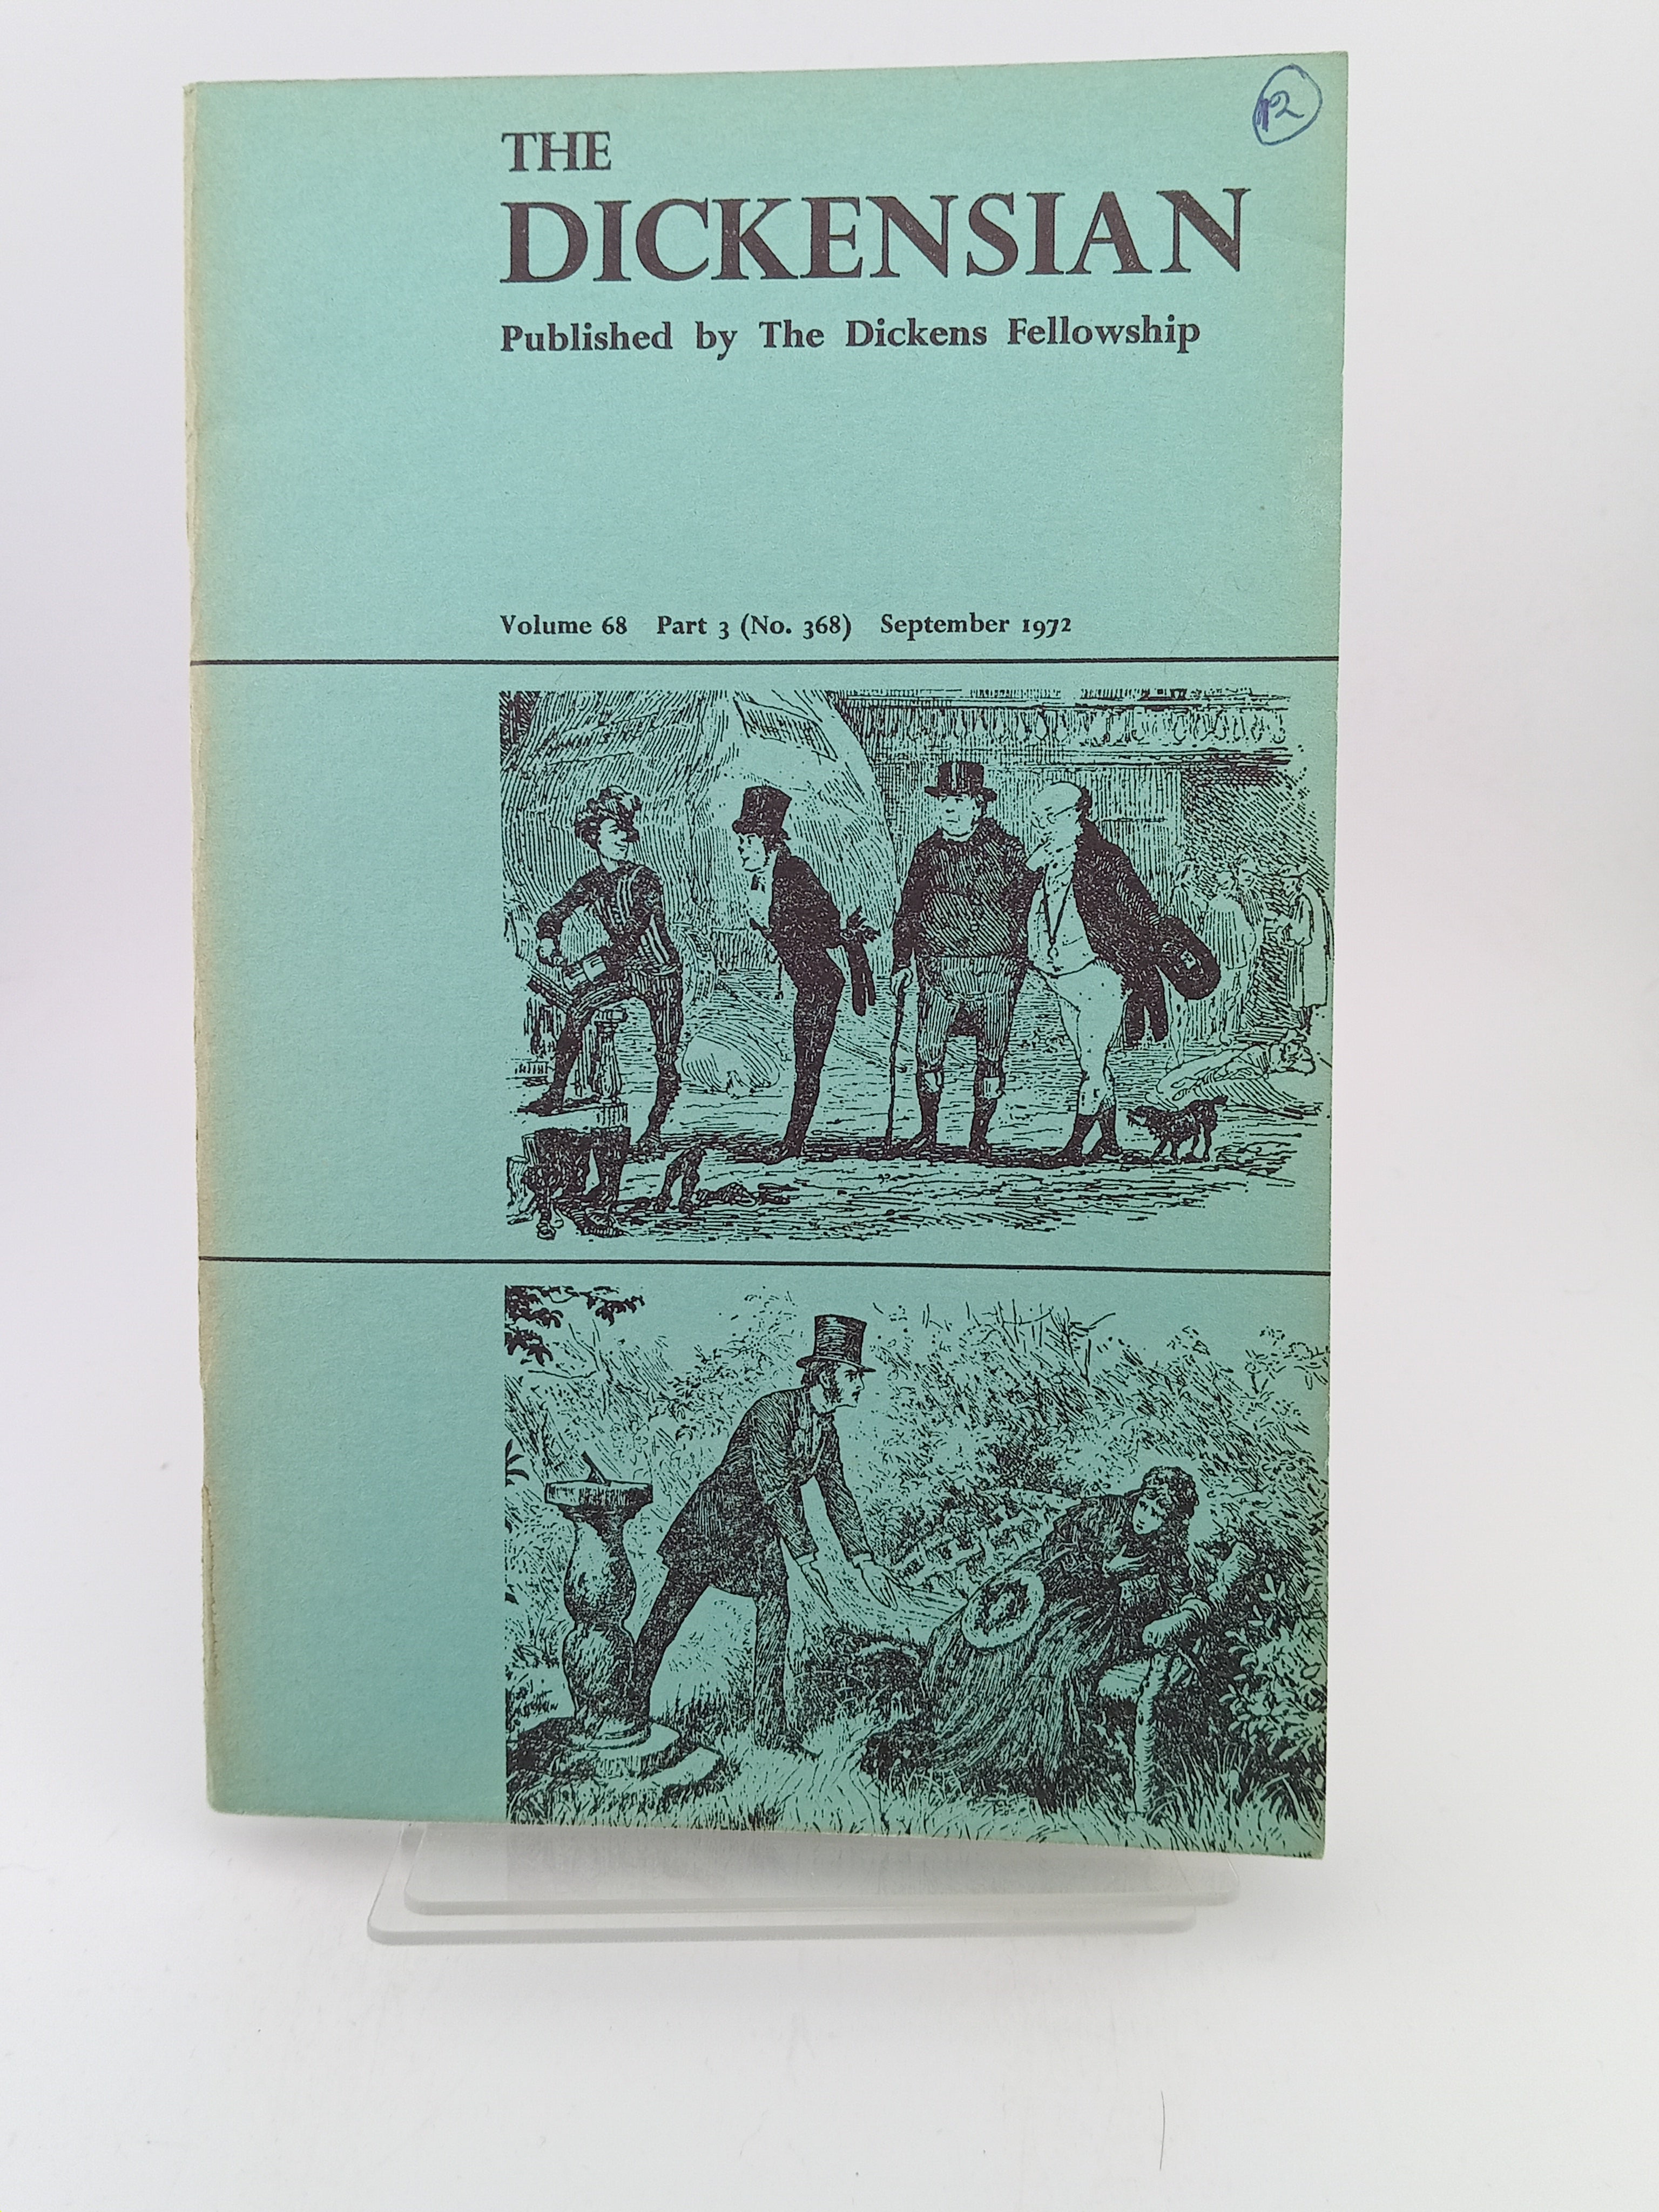 12
THE
DICKENSIAN
Published by The Dickens Fellowship
Volume 68 Part 3 (No. 368) September 1972